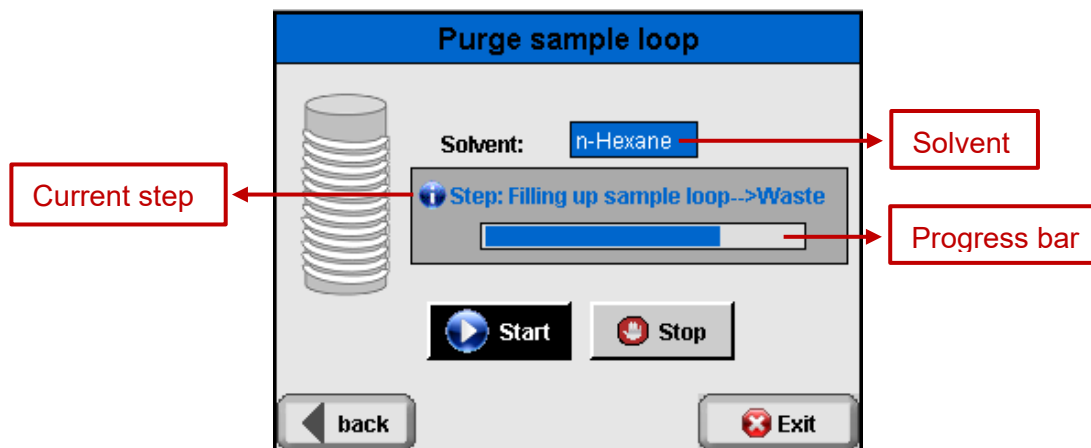 Purge sample loop
Solvent:
n-Hexane
Solvent
Current step
Step: Filling up sample loop-->Waste
Progress bar
Start
Stop
back
Exit